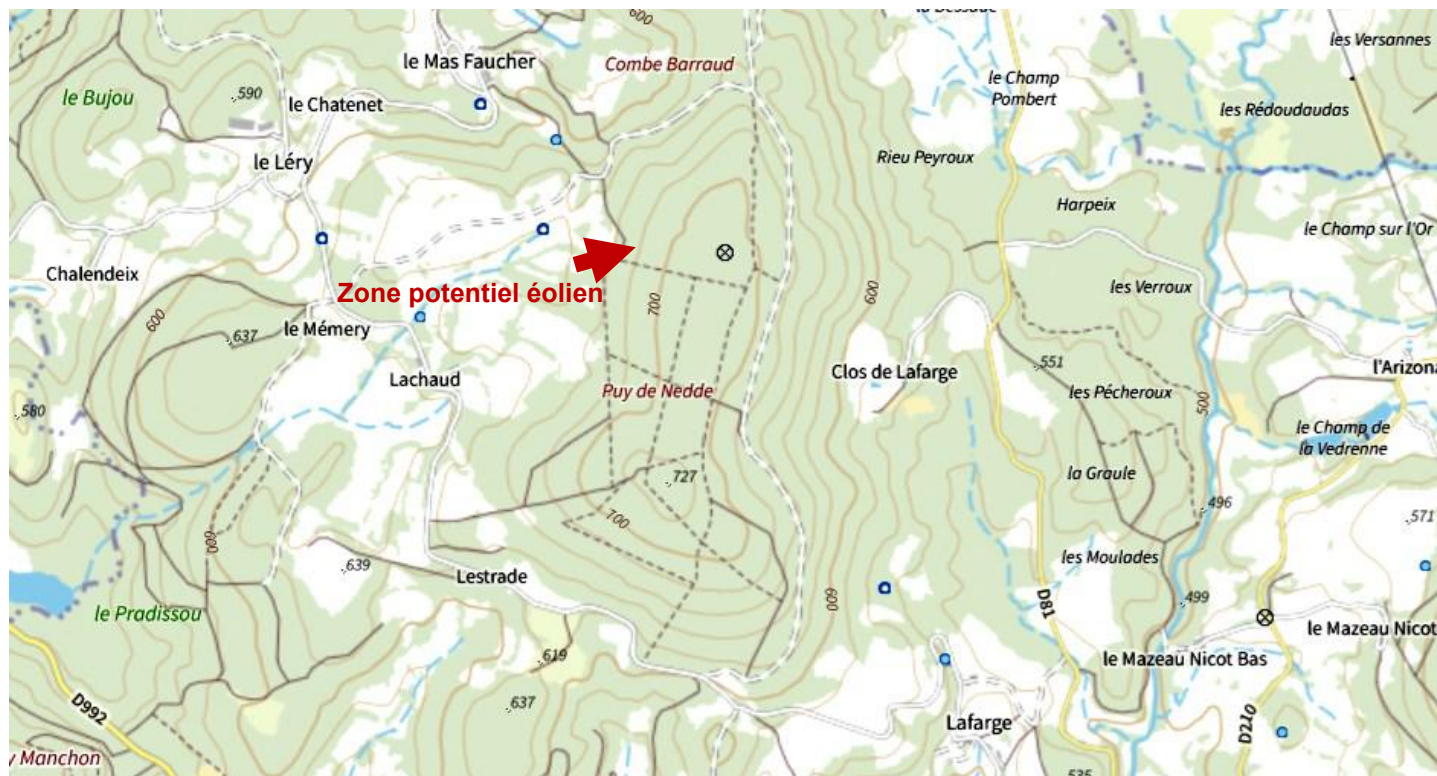 les Versannes
600
le Mas Faucher
Combe Barraud
le Bujou
590
le Chatenet
le Champ
Pombert
les Rédoudaudas
le Léry
Rieu Peyroux
Harpeix
le Champ sur l'Or
Chalendeix
Zone potentiel éolien
les Verroux
600
700
600
le Mémery
637
Lachaud
Clos de Lafarge
551
l'Arizona
Puy de Nedde
les Pécheroux
500
580
le Champ de
la Vedrenne
la Graule
727
496
700
571
600
639
les Moulades
Lestrade
le Pradissou
600
D81
499
le Mazeau Nicot
619
le Mazeau Nicot Bas
637
D992
Lafarge
D210
y Manchon